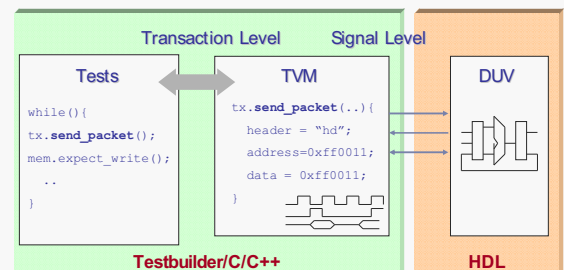 Transaction Level
Signal Level
Tests
while(){
tx.send_packet();
mem.expect_write();
..
}
TVM
tx.send_packet(..){
header = “hd”;
address=0xff0011;
data = 0xff0011;
}
DUV
Testbuilder/C/C++
HDL